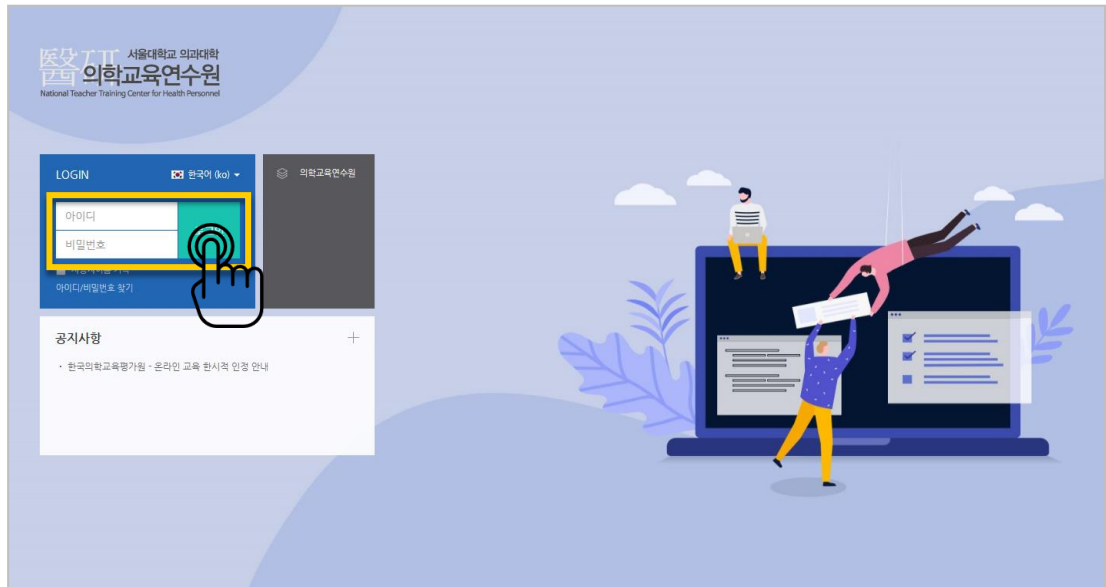 醫研
서울대학교 의과대학
의학교육연수원
National Teacher Training Center for Health Personnel
LOGIN
한국어 (ko)
의학교육연수원
아이디
비밀번호
아이디/비밀번호 찾기
공지사항
• 한국의학교육평가원 - 온라인 교육 한시적 인정 안내